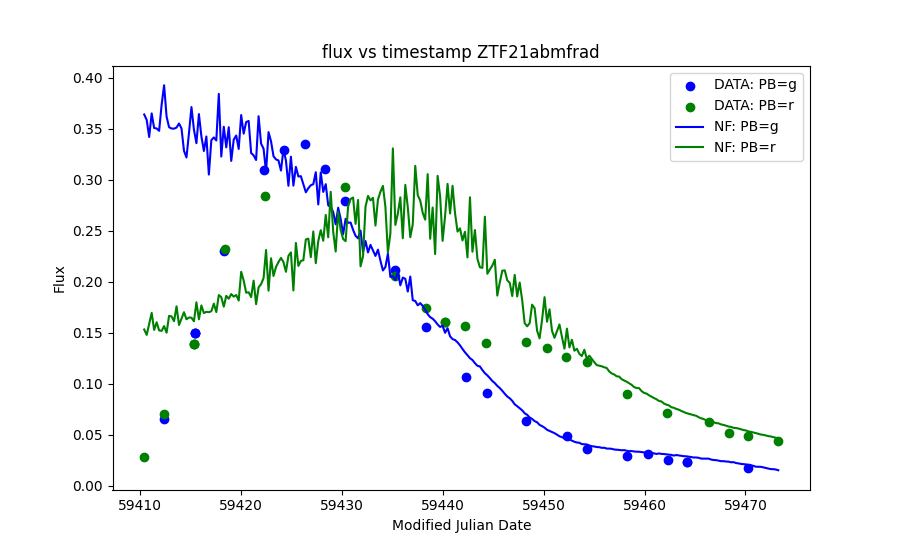 flux vs timestamp ZTF21abmfrad
0.40
0.35
0.30
0.25
0.20
0.15
0.10
0.05
0.00
Flux
DATA: PB=g
DATA: PB=r
NF: PB=g
NF: PB=r
59410 59420 59430 59440 59450 59460 59470
Modified Julian Date